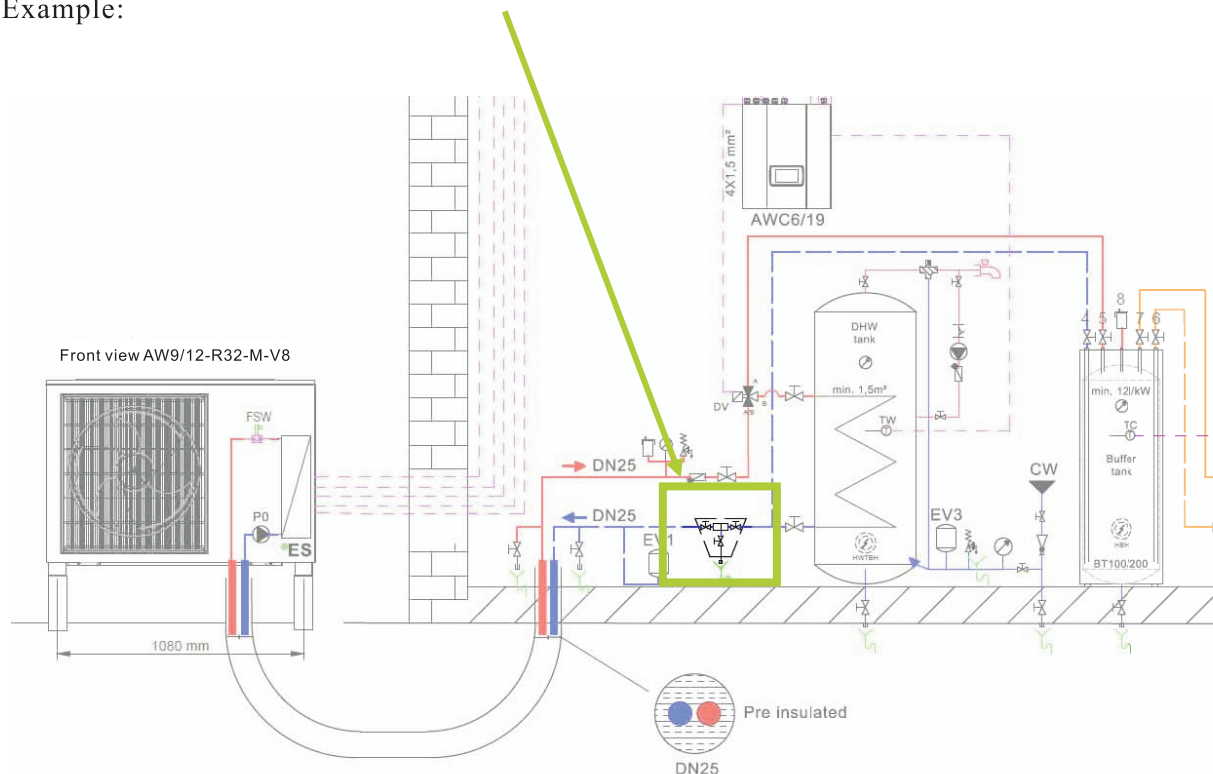 Example:
4X1,5 mm²
AWC6/19
8
4 5 7 6
Front view AW9/12-R32-M-V8
DHW
tank
min. 1,5m²
min. 12l/kW
FSW
DV
A
B
A/B
TW
T
TC
T
Buffer
tank
DN25
CW
P0
ES
DN25
EV1
EV3
HWTBH
HBH
BT100/200
1080 mm
Pre insulated
DN25